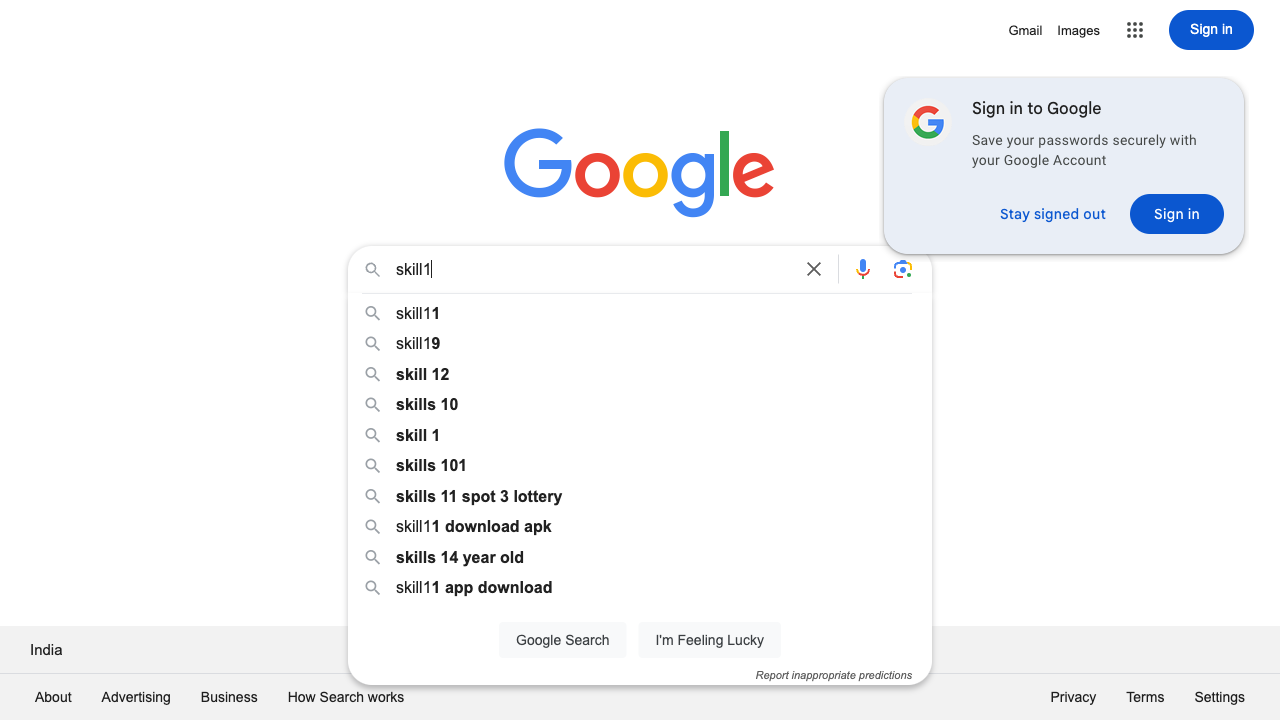 Gmail Images Sign in
Sign in to Google
Save your passwords securely with
your Google Account
Stay signed out Sign in
Google
skill1
skill11
skill19
skill 12
skills 10
skill 1
skills 101
skills 11 spot 3 lottery
skill11 download apk
skills 14 year old
skill11 app download
Google Search I'm Feeling Lucky
Report inappropriate predictions
India
About Advertising Business How Search works Privacy Terms Settings